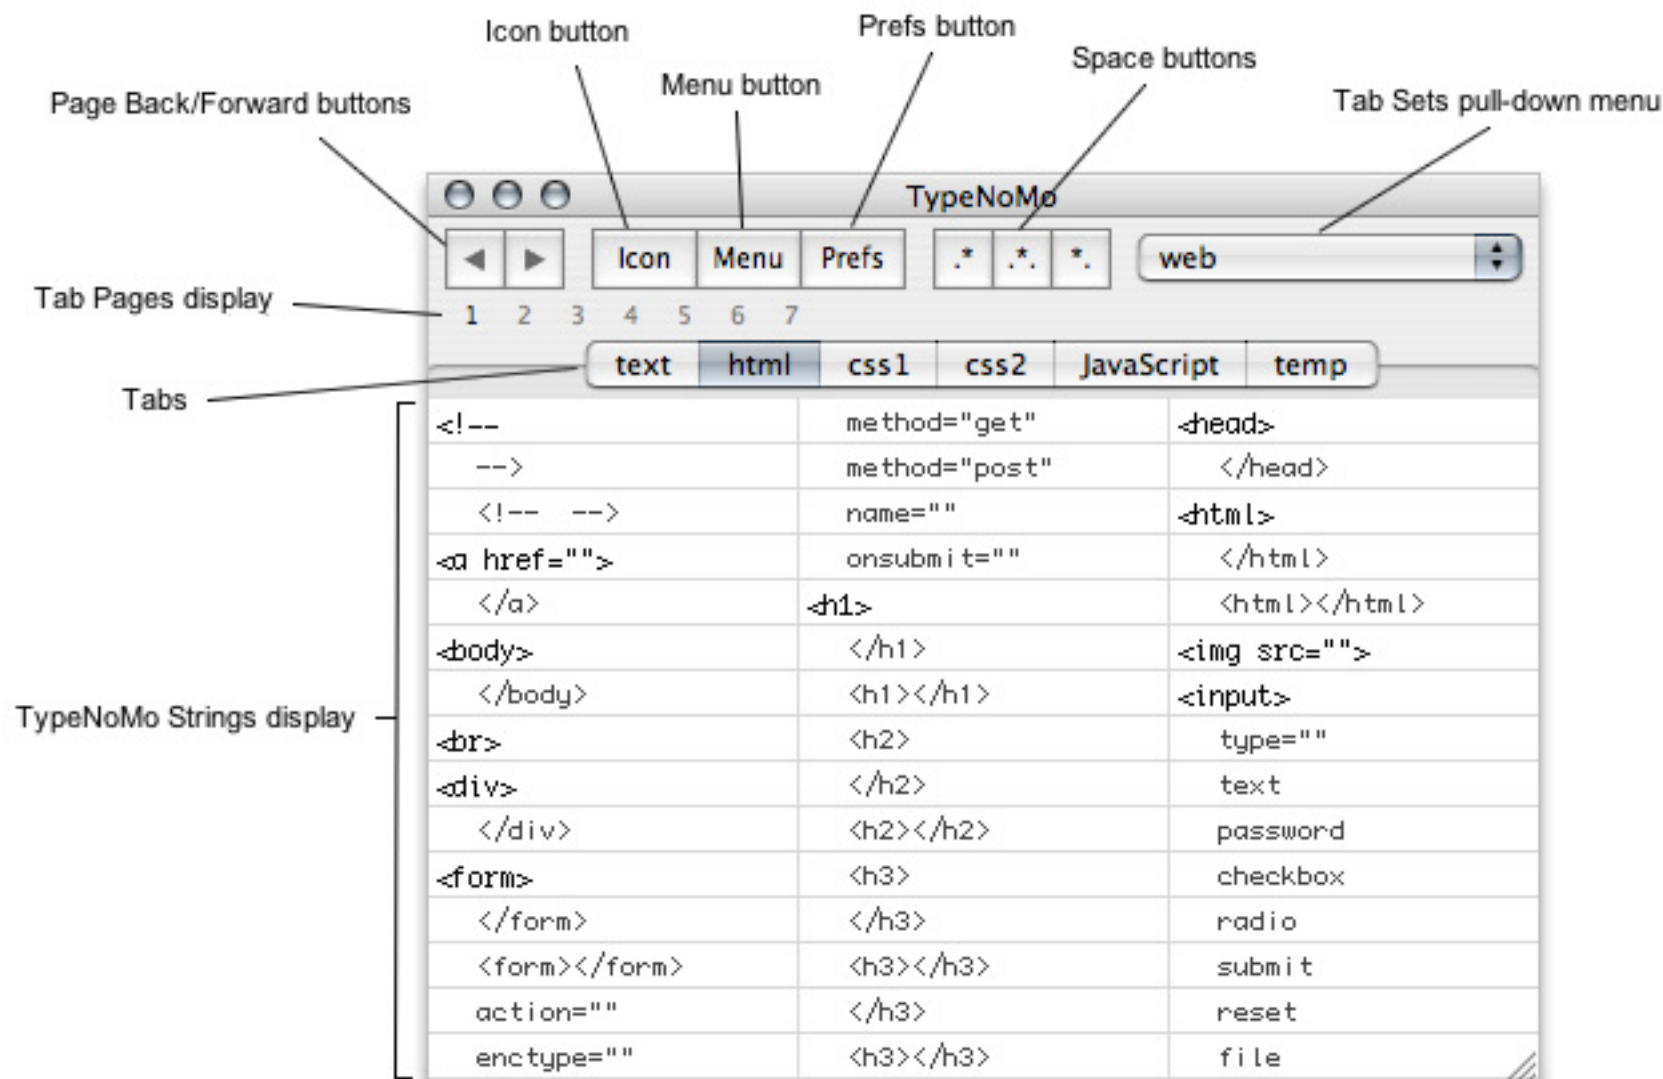 Icon button
Prefs button
Menu button
Space buttons
Page Back/Forward buttons
Tab Sets pull-down menu
TypeNoMo
Icon Menu Prefs .* .*. *. web
Tab Pages display
1 2 3 4 5 6 7
text html css1 css2 JavaScript temp
Tabs
TypeNoMo Strings display
<!--
-->
<!-- -->
<a href="">
</a>
<body>
</body>
<br>
<div>
</div>
<form>
</form>
<form></form>
action=""
enctype=""
method="get"
method="post"
name=""
onsubmit=""
<h1>
</h1>
<h1></h1>
<h2>
</h2>
<h2></h2>
<h3>
</h3>
<h3></h3>
</h3>
<h3></h3>
<head>
</head>
<html>
</html>
<html></html>
<img src="">
<input>
type=""
text
password
checkbox
radio
submit
reset
file